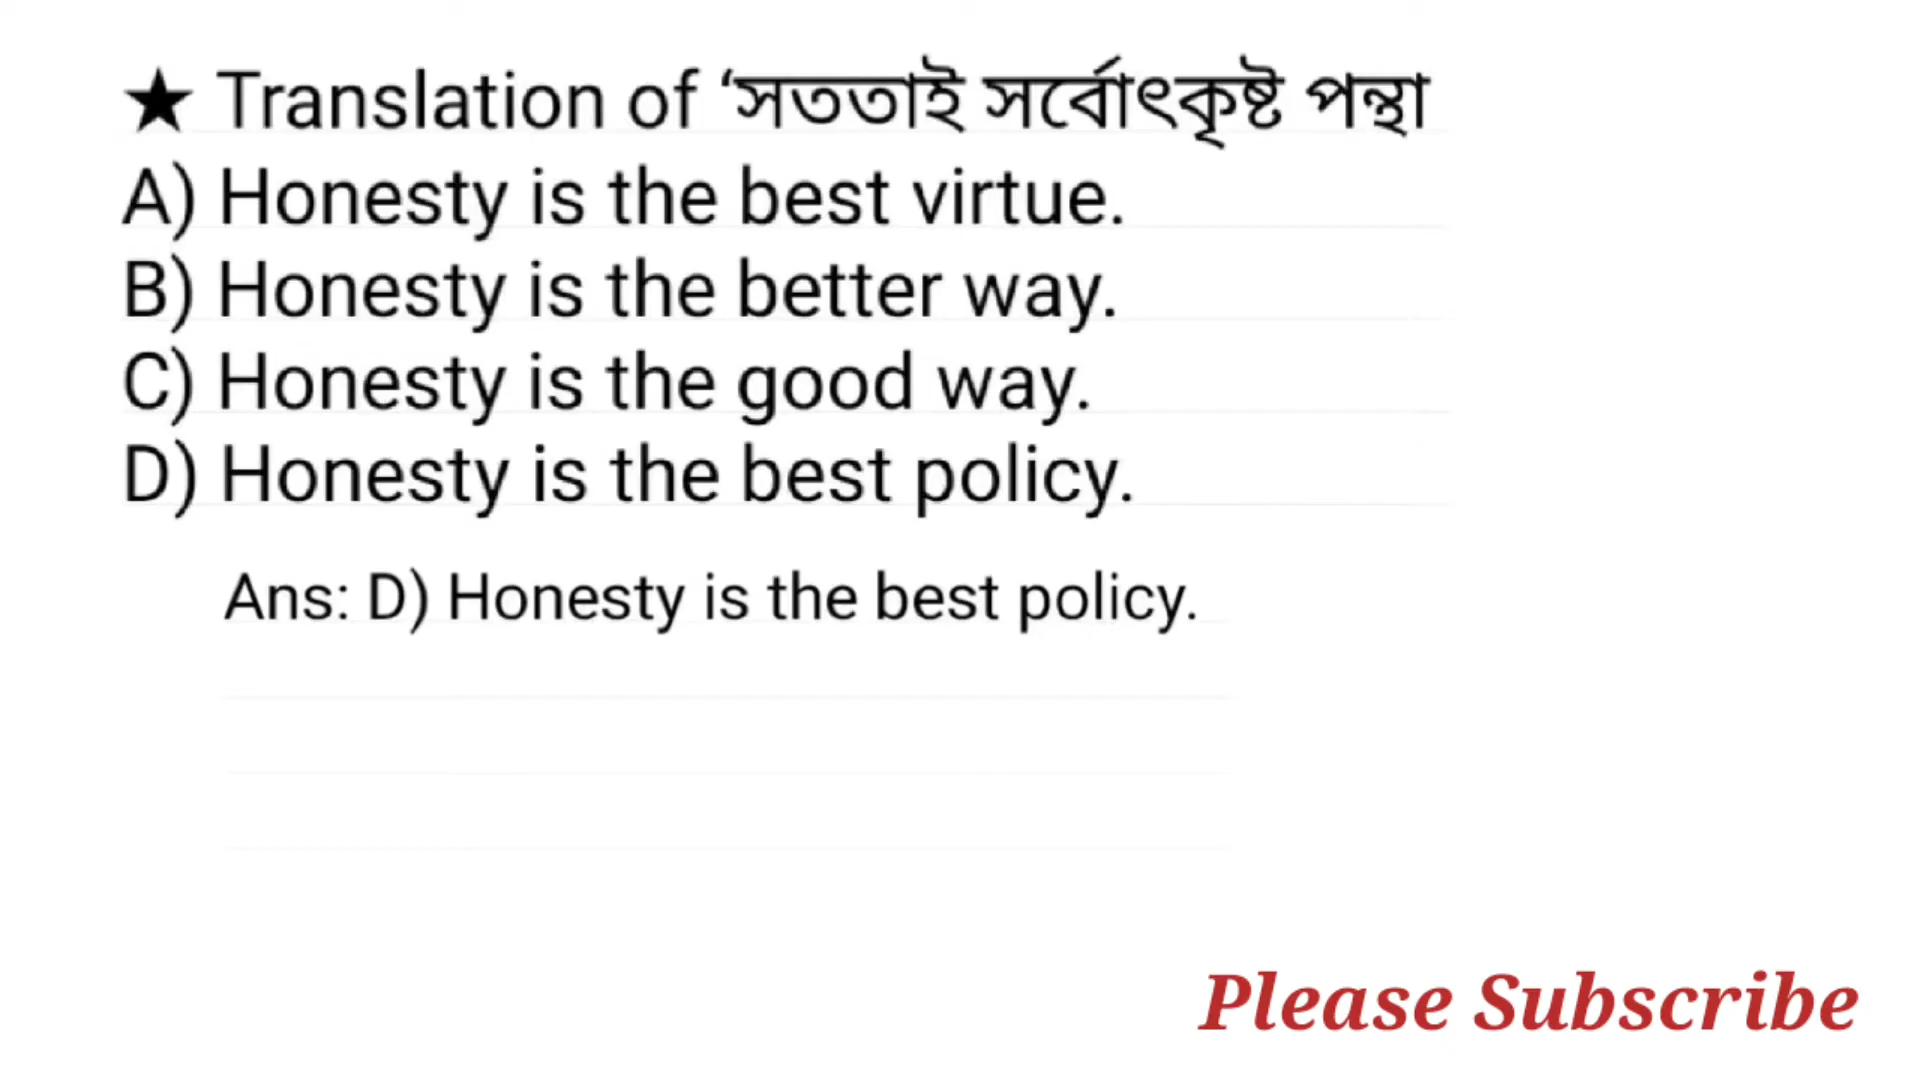 ★ Translation of ‘সততাই সর্বোৎকৃষ্ট পন্থা
A) Honesty is the best virtue.
B) Honesty is the better way.
C) Honesty is the good way.
D) Honesty is the best policy.
Ans: D) Honesty is the best policy.
Please Subscribe